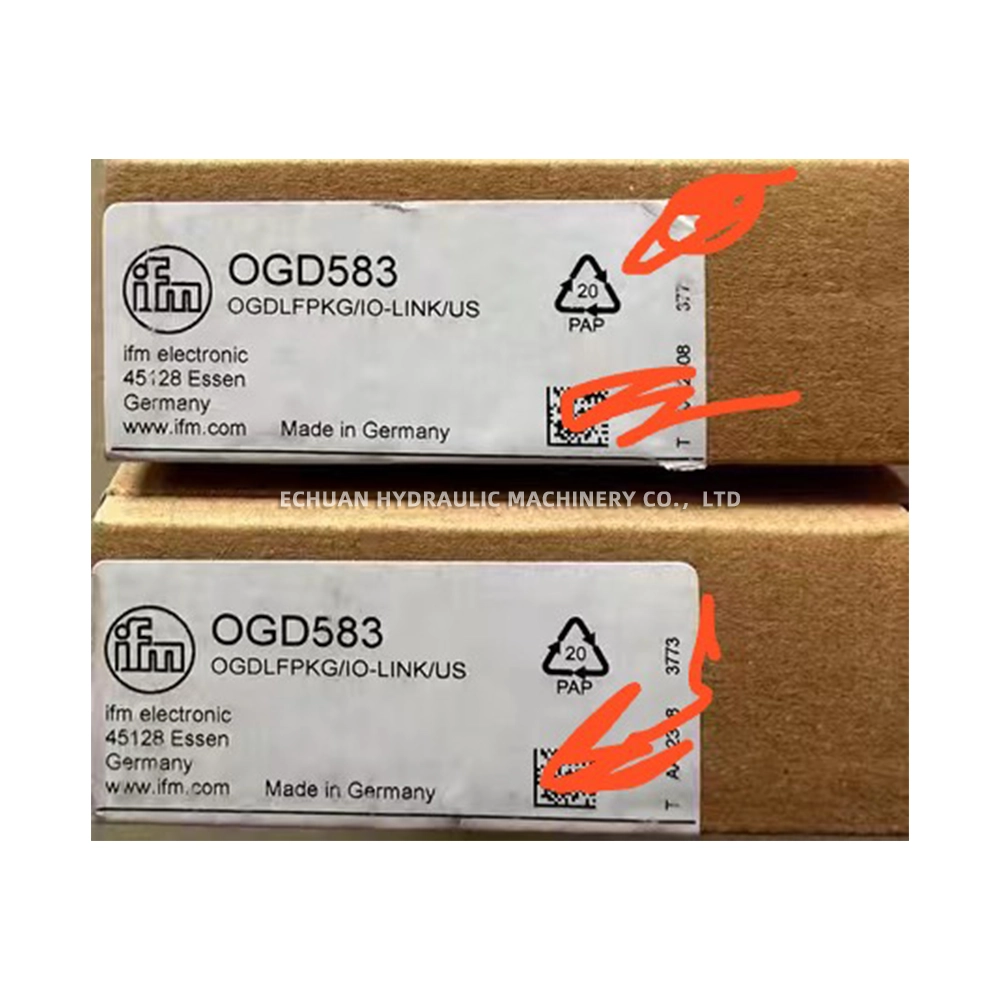 ifm
OGD583
OGDLFPKG/IO-LINK/US
20
PAP
ifm electronic
45128 Essen
Germany
www.ifm.com
Made in Germany
T
08
377
ECHUAN HYDRAULIC MACHINERY CO., LTD
ifm
OGD583
OGDLFPKG/IO-LINK/US
20
PAP
ifm electronic
45128 Essen
Germany
www.ifm.com
Made in Germany
T
3773